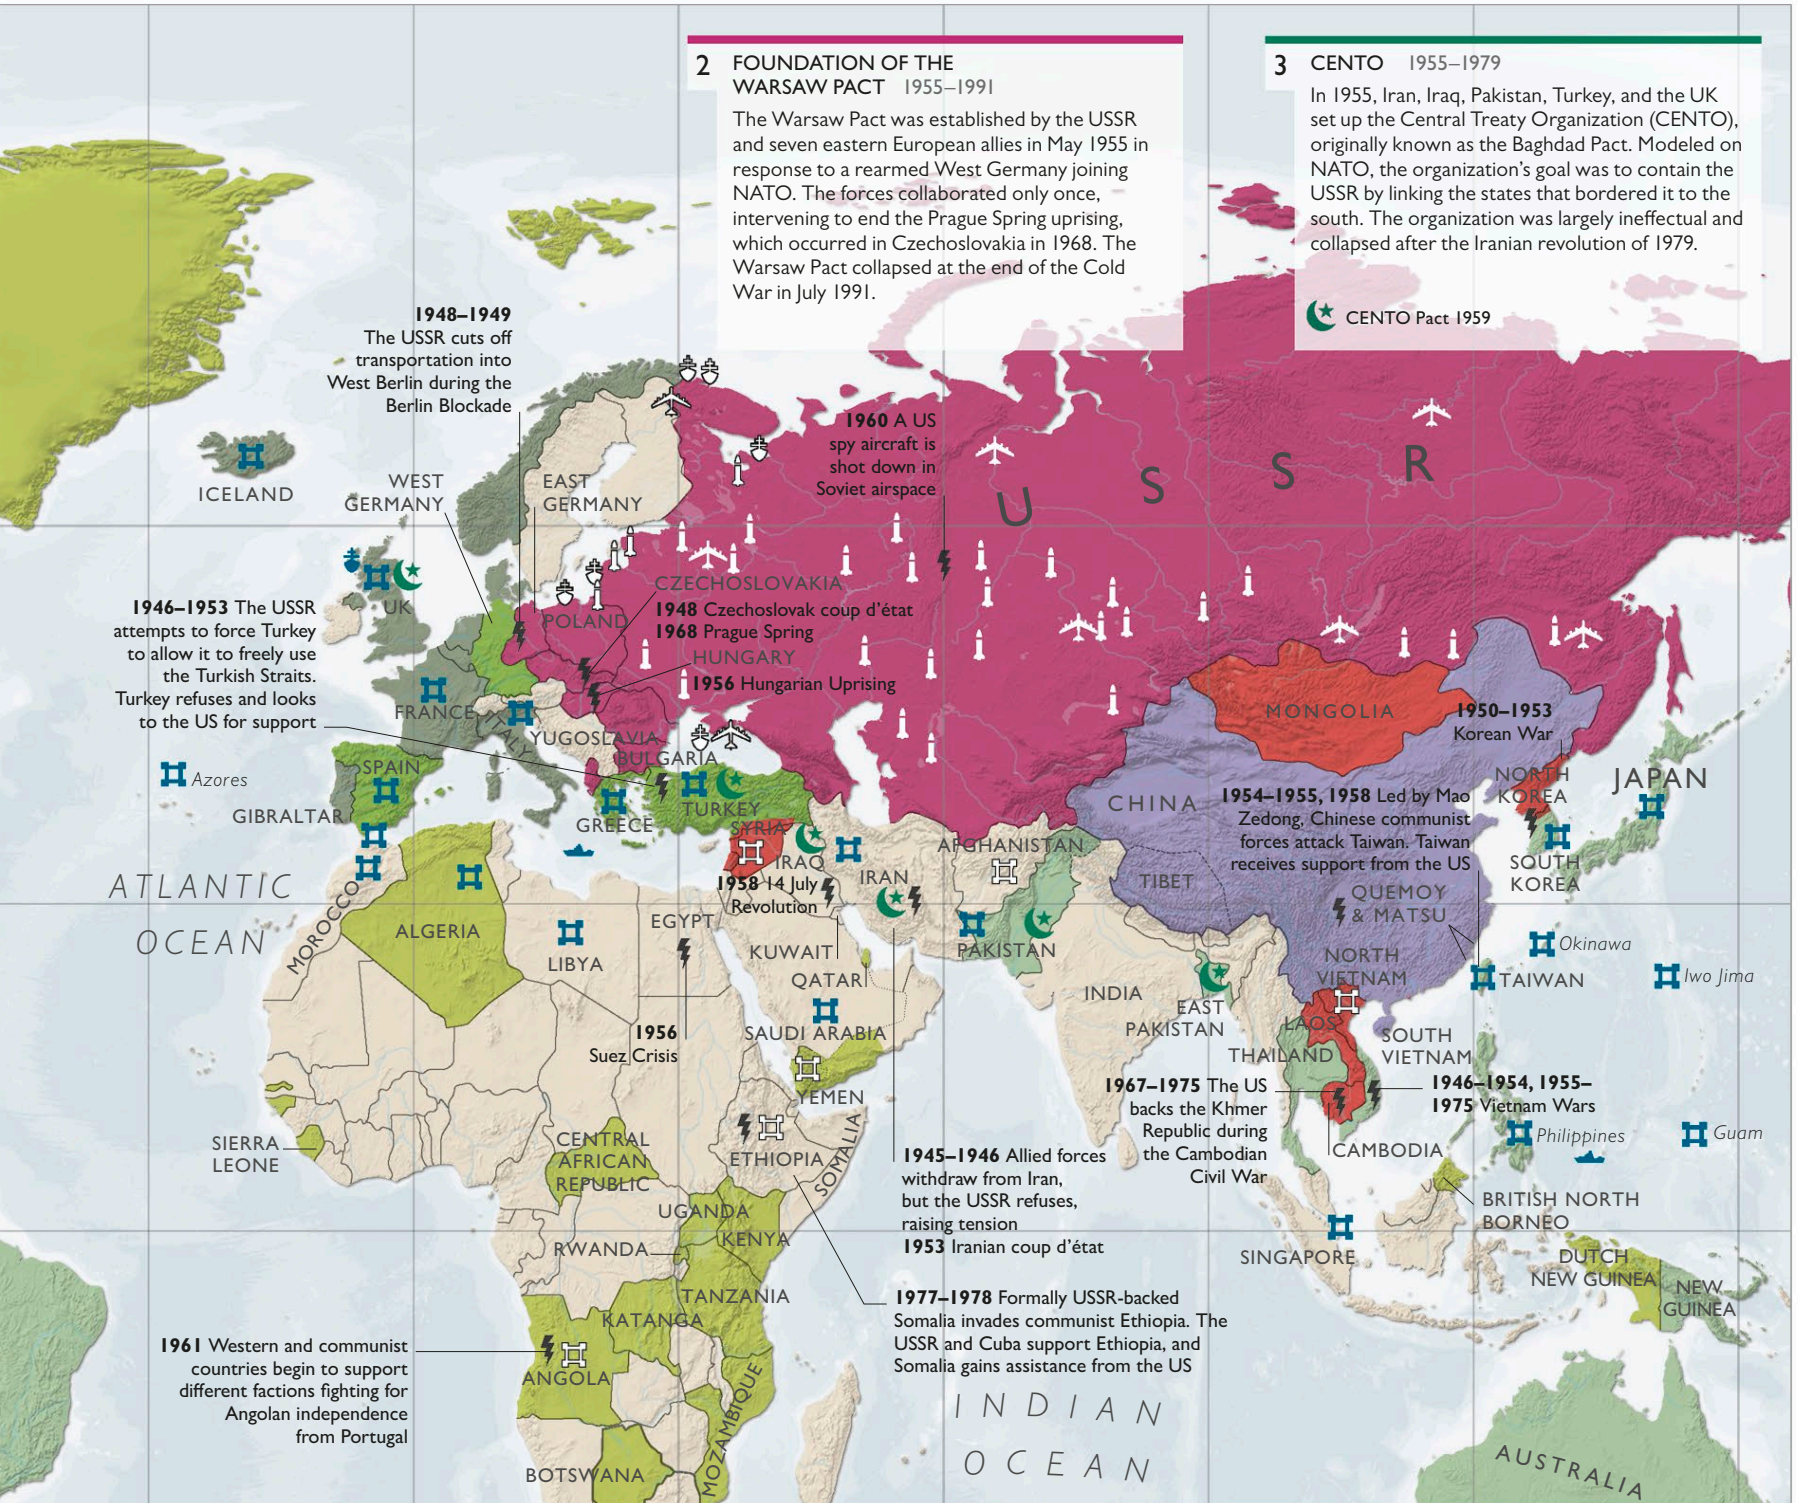 2 FOUNDATION OF THE
WARSAW PACT 1955–1991
The Warsaw Pact was established by the USSR
and seven eastern European allies in May 1955 in
response to a rearmed West Germany joining
NATO. The forces collaborated only once,
intervening to end the Prague Spring uprising,
which occurred in Czechoslovakia in 1968. The
Warsaw Pact collapsed at the end of the Cold
War in July 1991.
3 CENTO 1955–1979
In 1955, Iran, Iraq, Pakistan, Turkey, and the UK
set up the Central Treaty Organization (CENTO),
originally known as the Baghdad Pact. Modeled on
NATO, the organization’s goal was to contain the
USSR by linking the states that bordered it to the
south. The organization was largely ineffectual and
collapsed after the Iranian revolution of 1979.
CENTO Pact 1959
1948–1949
The USSR cuts off
transportation into
West Berlin during the
Berlin Blockade
1960 A US
spy aircraft is
shot down in
Soviet airspace
U S S R
ICELAND
WEST
GERMANY
EAST
GERMANY
UK
1946–1953 The USSR
attempts to force Turkey
to allow it to freely use
the Turkish Straits.
Turkey refuses and looks
to the US for support
CZECHOSLOVAKIA
1948 Czechoslovak coup d’état
1968 Prague Spring
POLAND
HUNGARY
1956 Hungarian Uprising
FRANCE
ITALY
YUGOSLAVIA
BULGARIA
MONGOLIA
1950–1953
Korean War
Azores
SPAIN
GIBRALTAR
GREECE
TURKEY
SYRIA
IRAQ
1958 14 July
Revolution
IRAN
AFGHANISTAN
CHINA
TIBET
1954–1955, 1958 Led by Mao
Zedong, Chinese communist
forces attack Taiwan. Taiwan
receives support from the US
NORTH
KOREA
JAPAN
SOUTH
KOREA
QUEMOY
& MATSU
ATLANTIC
OCEAN
MOROCCO
ALGERIA
LIBYA
EGYPT
KUWAIT
QATAR
SAUDI ARABIA
PAKISTAN
INDIA
EAST
PAKISTAN
NORTH
VIETNAM
TAIWAN
Okinawa
Iwo Jima
1956
Suez Crisis
YEMEN
LAOS
THAILAND
SOUTH
VIETNAM
1967–1975 The US
backs the Khmer
Republic during
the Cambodian
Civil War
1946–1954, 1955–
1975 Vietnam Wars
CAMBODIA
Philippines
Guam
SIERRA
LEONE
CENTRAL
AFRICAN
REPUBLIC
ETHIOPIA
SOMALIA
1945–1946 Allied forces
withdraw from Iran,
but the USSR refuses,
raising tension
1953 Iranian coup d’état
BRITISH NORTH
BORNEO
SINGAPORE
DUTCH
NEW GUINEA
NEW
GUINEA
UGANDA
KENYA
RWANDA
TANZANIA
KATANGA
1977–1978 Formally USSR-backed
Somalia invades communist Ethiopia. The
USSR and Cuba support Ethiopia, and
Somalia gains assistance from the US
1961 Western and communist
countries begin to support
different factions fighting for
Angolan independence
from Portugal
ANGOLA
MOZAMBIQUE
BOTSWANA
INDIAN
OCEAN
AUSTRALIA